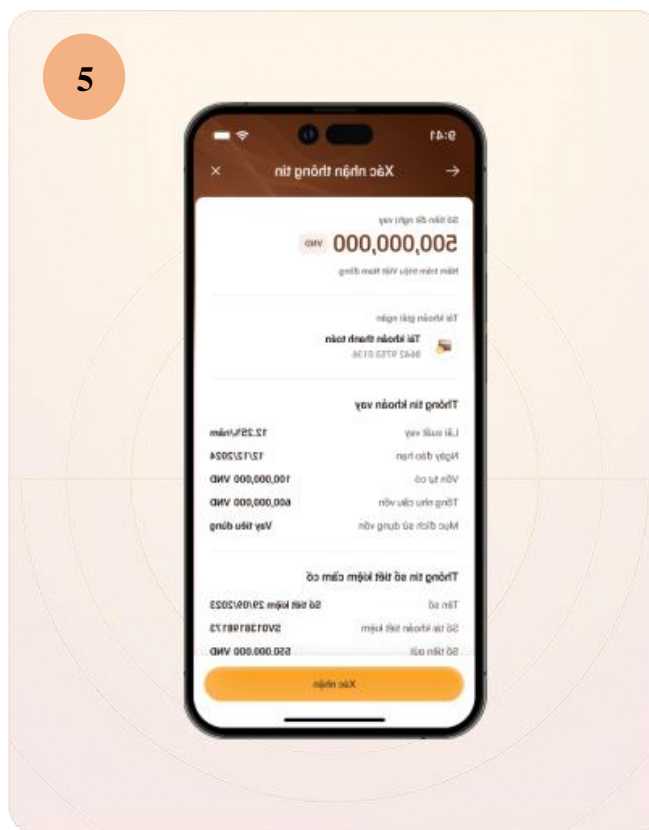 5
9:41
Xác nhận thông tin
Số tiền đề nghị vay
500,000,000 VND
Năm trăm triệu Việt Nam đồng
Tài khoản giải ngân
Tài khoản thanh toán
8642 9753 0136
Thông tin khoản vay
Lãi suất vay 12.25%/năm
Ngày đáo hạn 12/12/2024
Vốn tự có 100,000,000 VND
Tổng nhu cầu vốn 600,000,000 VND
Mục đích sử dụng vốn Vay tiêu dùng
Thông tin sổ tiết kiệm cầm cố
Tên sổ Sổ tiết kiệm 29/09/2023
Số tài khoản tiết kiệm SV0138198173
Số tiền gửi 550.000.000 VND
Xác nhận